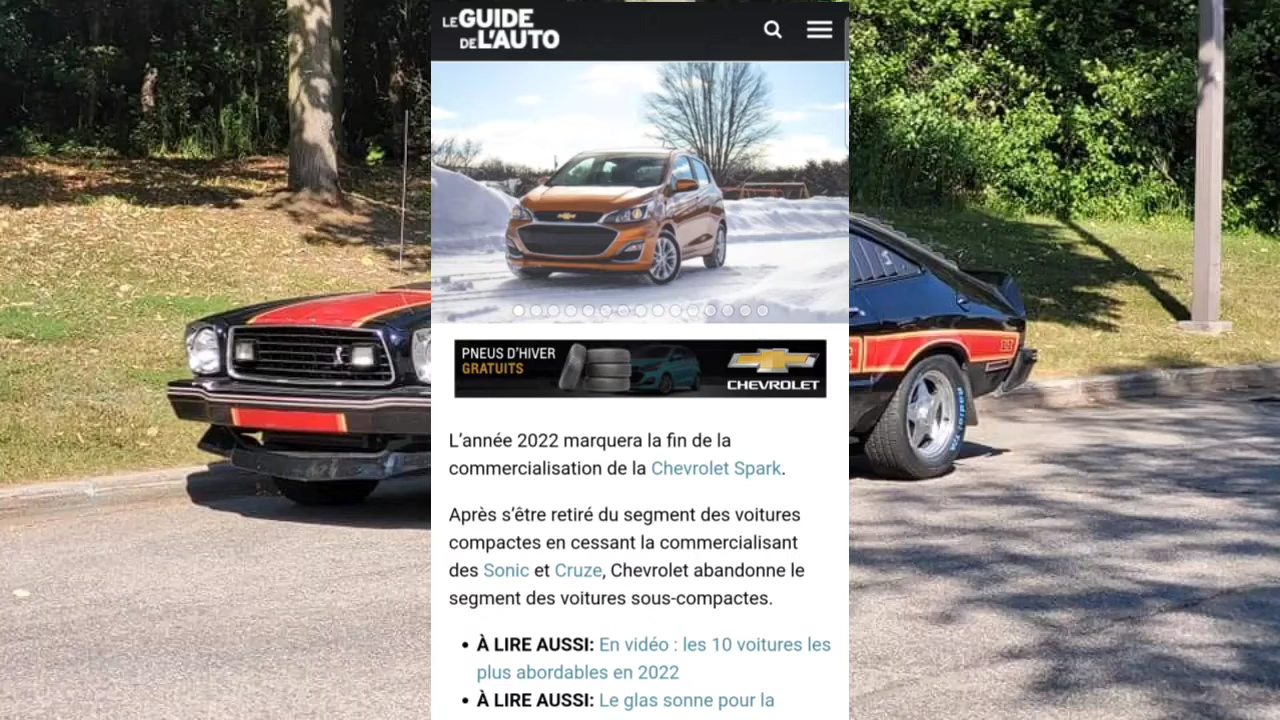 LE GUIDE
DE L'AUTO
PNEUS D'HIVER
GRATUITS
CHEVROLET
L'année 2022 marquera la fin de la
commercialisation de la Chevrolet Spark.
Après s'être retiré du segment des voitures
compactes en cessant la commercialisant
des Sonic et Cruze, Chevrolet abandonne le
segment des voitures sous-compactes.
• À LIRE AUSSI: En vidéo : les 10 voitures les
plus abordables en 2022
• À LIRE AUSSI: Le glas sonne pour la